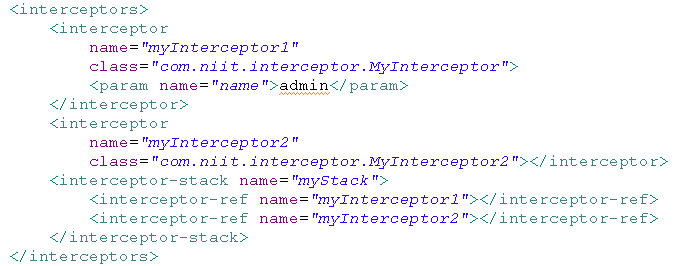 <interceptors>
    <interceptor
        name="myInterceptor1"
        class="com.niit.interceptor.MyInterceptor">
        <param name="name">admin</param>
    </interceptor>
    <interceptor
        name="myInterceptor2"
        class="com.niit.interceptor.MyInterceptor2"></interceptor>
    <interceptor-stack name="myStack">
        <interceptor-ref name="myInterceptor1"></interceptor-ref>
        <interceptor-ref name="myInterceptor2"></interceptor-ref>
    </interceptor-stack>
</interceptors>